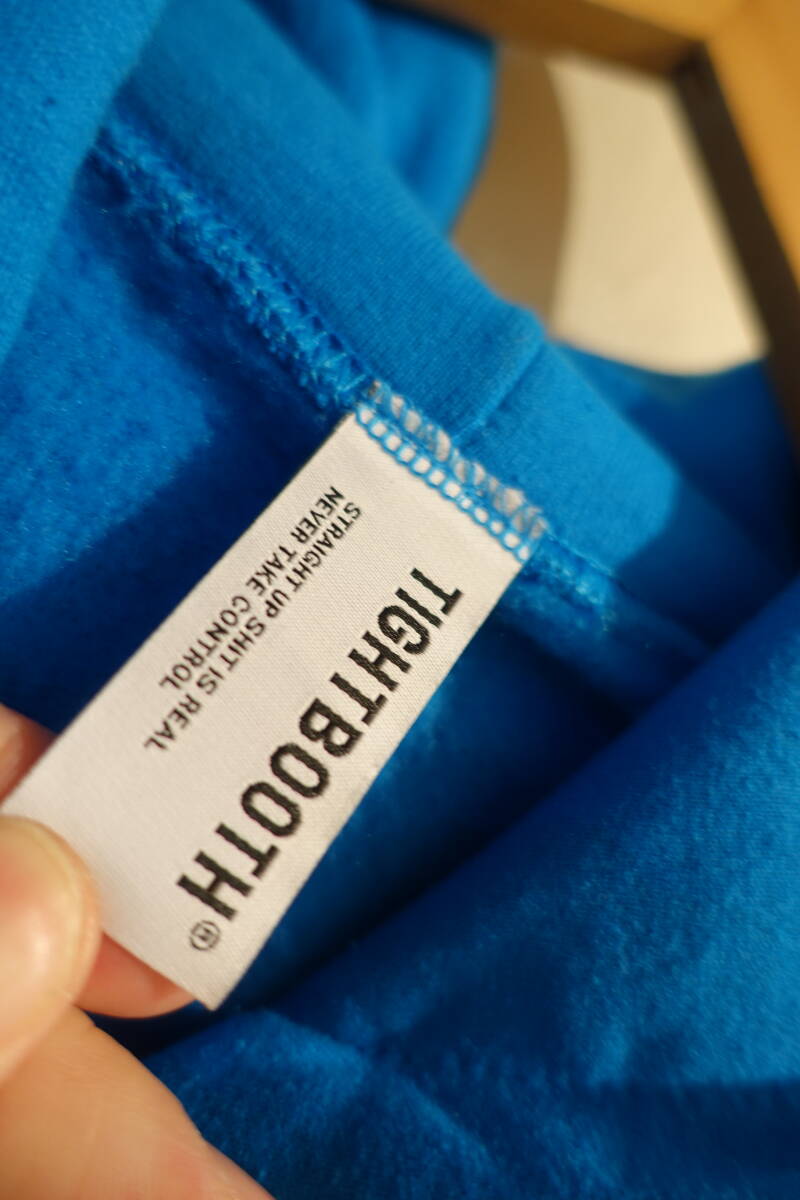 TIGHTBOOTH®
STRAIGHT UP SHIT IS REAL
NEVER TAKE CONTROL